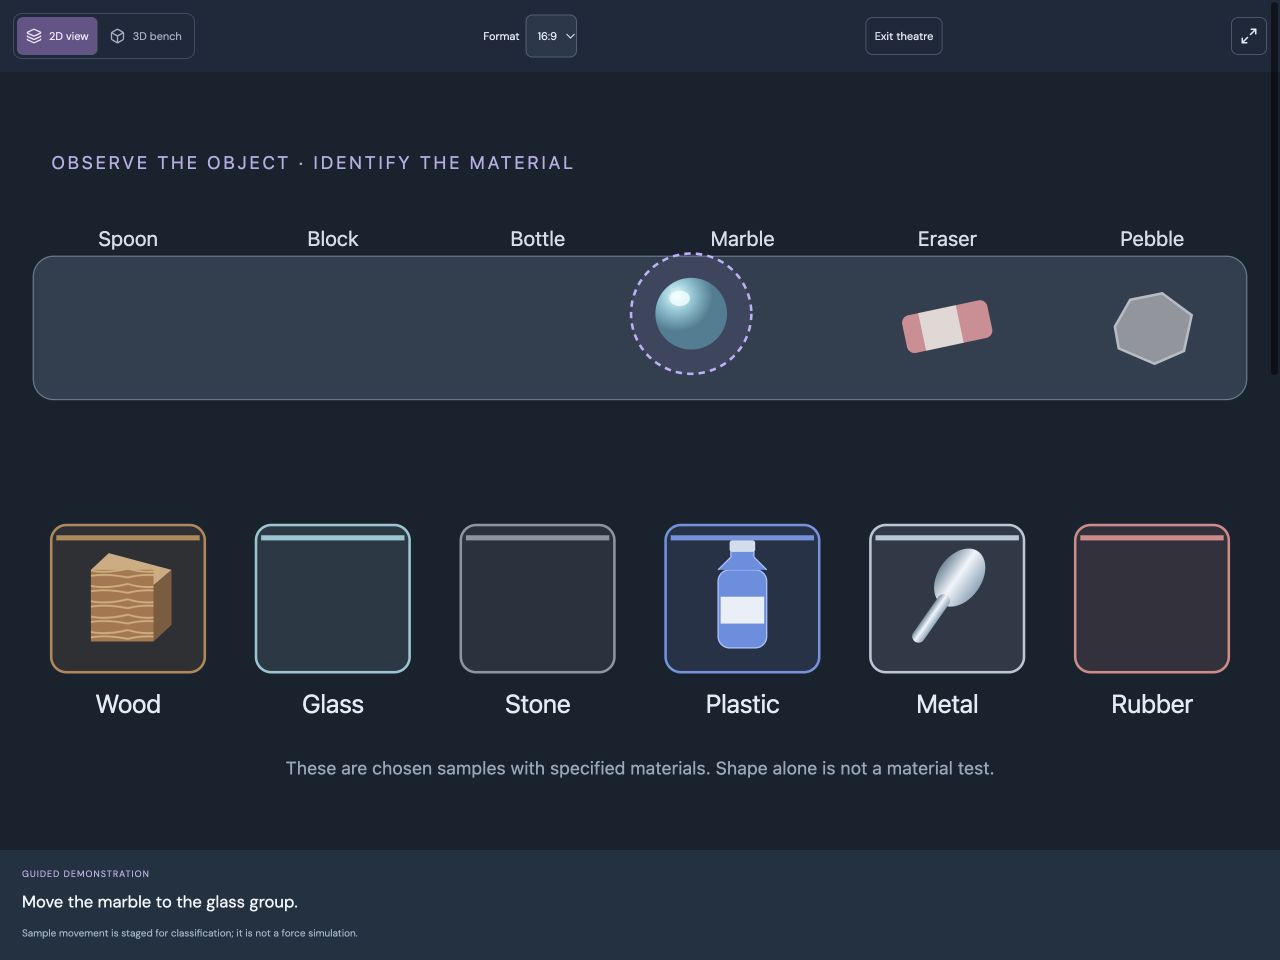 2D view
3D bench
Format
16:9
Exit theatre
OBSERVE THE OBJECT · IDENTIFY THE MATERIAL
Spoon
Block
Bottle
Marble
Eraser
Pebble
Wood
Glass
Stone
Plastic
Metal
Rubber
These are chosen samples with specified materials. Shape alone is not a material test.
GUIDED DEMONSTRATION
Move the marble to the glass group.
Sample movement is staged for classification; it is not a force simulation.